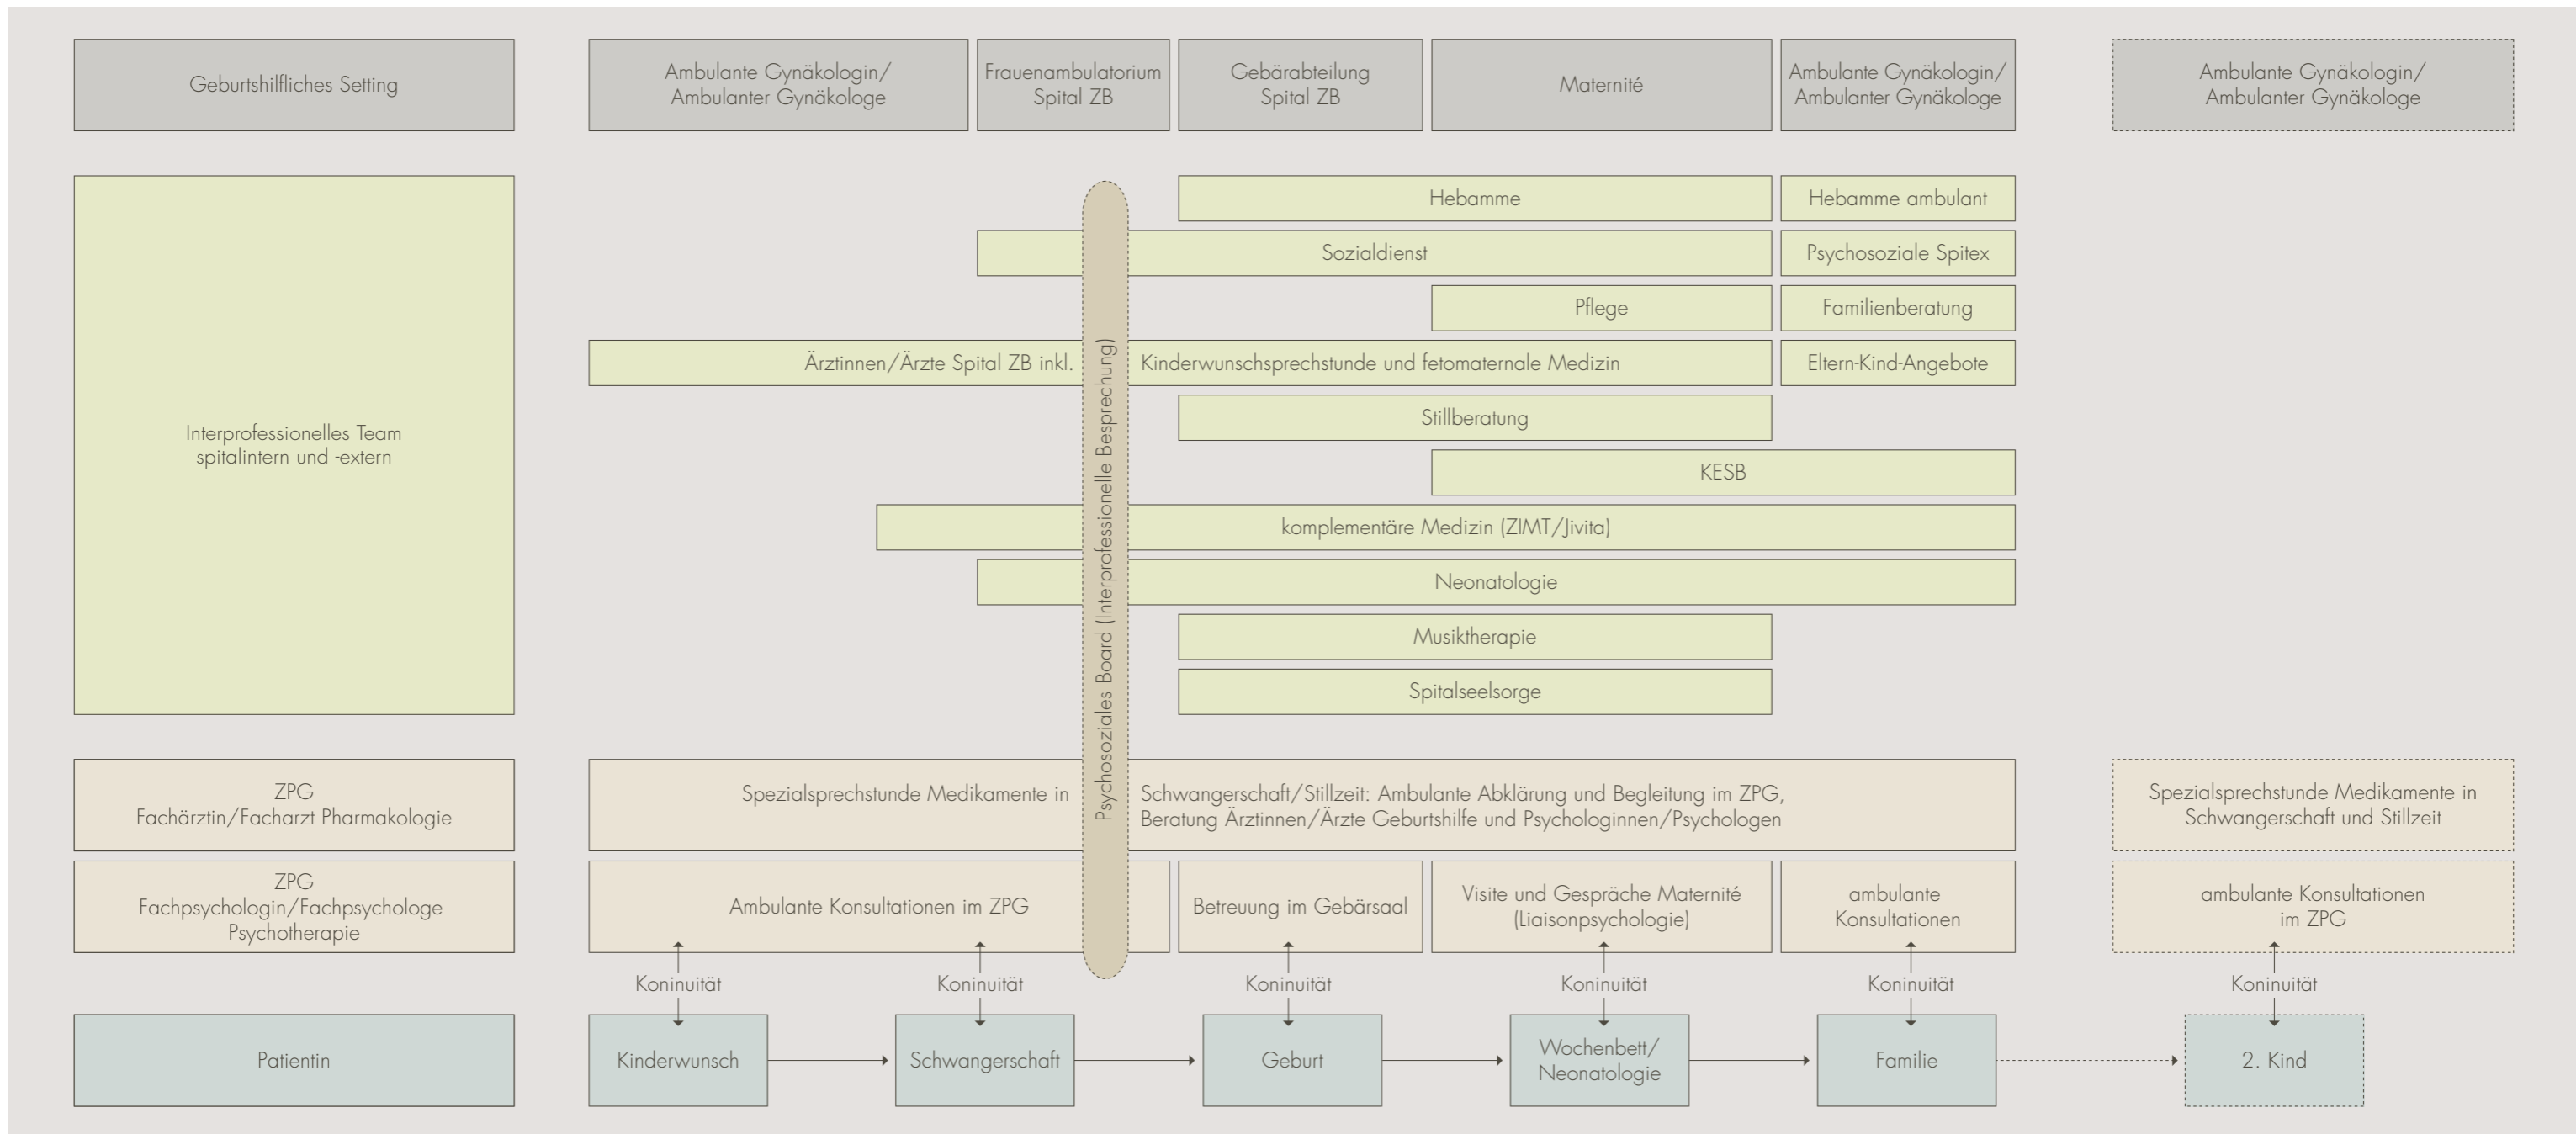 Geburtshilfliches Setting
Ambulante Gynäkologin/
Ambulanter Gynäkologe
Frauenambulatorium
Spital ZB
Gebärabteilung
Spital ZB
Maternité
Ambulante Gynäkologin/
Ambulanter Gynäkologe
Ambulante Gynäkologin/
Ambulanter Gynäkologe
Interprofessionelles Team
spitalintern und -extern
Psychosoziales Board (Interprofessionelle Besprechung)
Hebamme
Hebamme ambulant
Sozialdienst
Psychosoziale Spitex
Pflege
Familienberatung
Ärztinnen/Ärzte Spital ZB inkl. Kinderwunschsprechstunde und fetomaternale Medizin
Eltern-Kind-Angebote
Stillberatung
KESB
komplementäre Medizin (ZIMT/Jivita)
Neonatologie
Musiktherapie
Spitalseelsorge
ZPG
Fachärztin/Facharzt Pharmakologie
Spezialsprechstunde Medikamente in Schwangerschaft/Stillzeit: Ambulante Abklärung und Begleitung im ZPG,
Beratung Ärztinnen/Ärzte Geburtshilfe und Psychologinnen/Psychologen
Spezialsprechstunde Medikamente in
Schwangerschaft und Stillzeit
ZPG
Fachpsychologin/Fachpsychologe
Psychotherapie
Ambulante Konsultationen im ZPG
Betreuung im Gebärsaal
Visite und Gespräche Maternité
(Liaisonpsychologie)
ambulante
Konsultationen
ambulante Konsultationen
im ZPG
Koninuität
Koninuität
Koninuität
Koninuität
Koninuität
Koninuität
Patientin
Kinderwunsch
Schwangerschaft
Geburt
Wochenbett/
Neonatologie
Familie
2. Kind